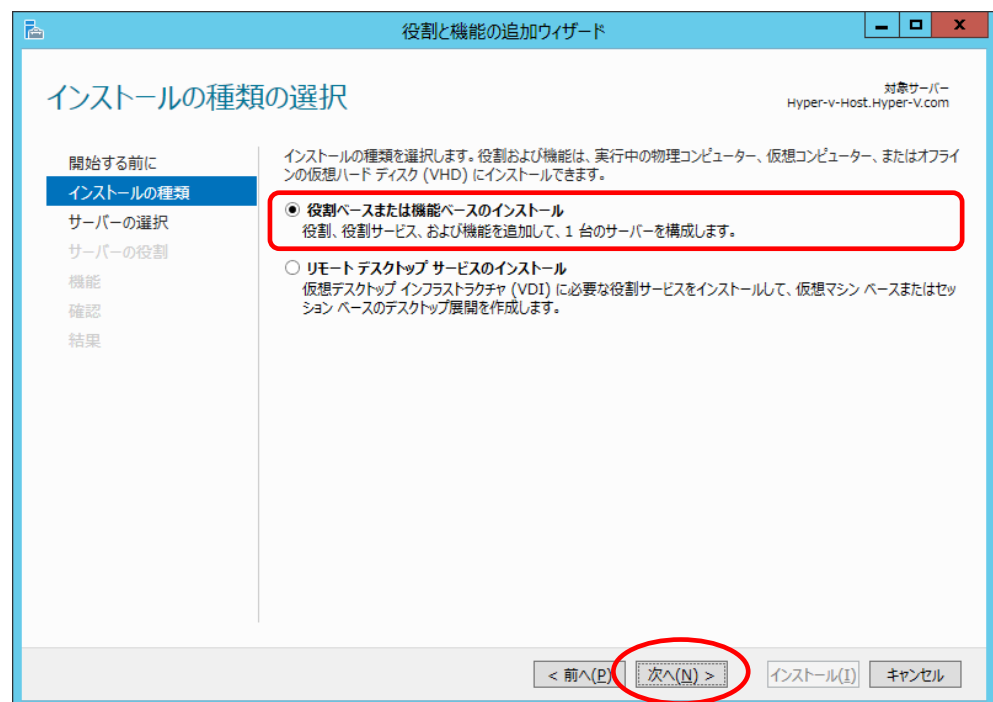 役割と機能の追加ウィザード
インストールの種類の選択
対象サーバー
Hyper-v-Host.Hyper-V.com
開始する前に
インストールの種類
サーバーの選択
サーバーの役割
機能
確認
結果
インストールの種類を選択します。役割および機能は、実行中の物理コンピューター、仮想コンピューター、またはオフライ
ンの仮想ハード ディスク (VHD) にインストールできます。
役割ベースまたは機能ベースのインストール
役割、役割サービス、および機能を追加して、1 台のサーバーを構成します。
リモート デスクトップ サービスのインストール
仮想デスクトップ インフラストラクチャ (VDI) に必要な役割サービスをインストールして、仮想マシン ベースまたはセッ
ション ベースのデスクトップ展開を作成します。
< 前へ(P) 次へ(N) > インストール(I) キャンセル